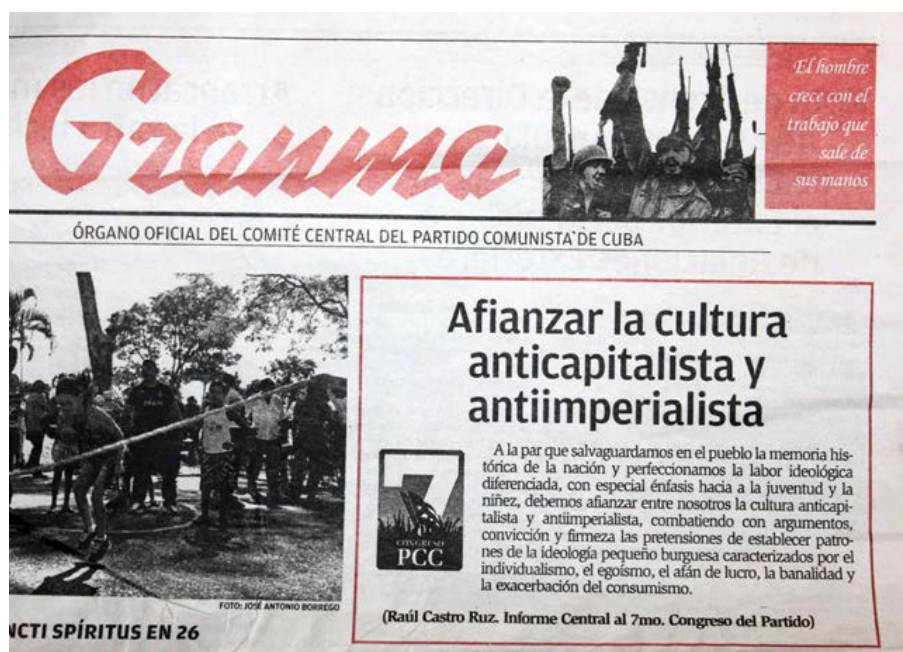 Granma
El hombre
crece con el
trabajo que
sale de
sus manos
ÓRGANO OFICIAL DEL COMITÉ CENTRAL DEL PARTIDO COMUNISTA DE CUBA
Afianzar la cultura
anticapitalista y
antiimperialista
A la par que salvaguardamos en el pueblo la memoria his-
tórica de la nación y perfeccionamos la labor ideológica
diferenciada, con especial énfasis hacia a la juventud y la
niñez, debemos afianzar entre nosotros la cultura anticapi-
talista y antiimperialista, combatiendo con argumentos,
convicción y firmeza las pretensiones de establecer patro-
nes de la ideología pequeño burguesa caracterizados por el
individualismo, el egoísmo, el afán de lucro, la banalidad y
la exacerbación del consumismo.
7
CONGRESO
PCC
(Raúl Castro Ruz. Informe Central al 7mo. Congreso del Partido)
FOTO: JOSÉ ANTONIO BORREGO
NCTI SPÍRITUS EN 26